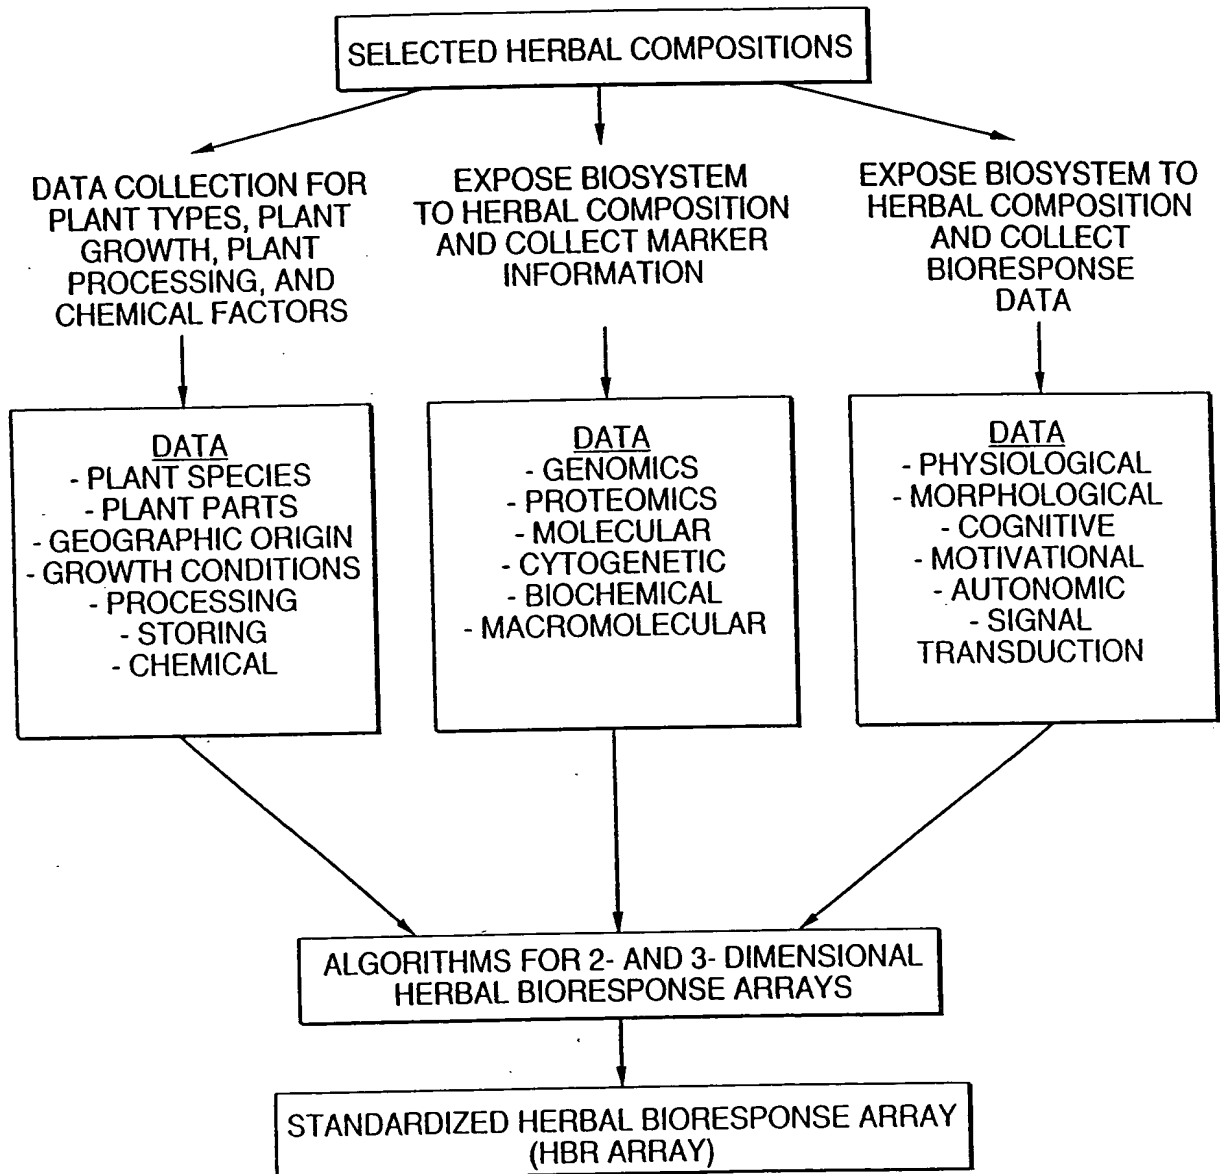 SELECTED HERBAL COMPOSITIONS
DATA COLLECTION FOR
PLANT TYPES, PLANT
GROWTH, PLANT
PROCESSING, AND
CHEMICAL FACTORS
EXPOSE BIOSYSTEM
TO HERBAL COMPOSITION
AND COLLECT MARKER
INFORMATION
EXPOSE BIOSYSTEM TO
HERBAL COMPOSITION
AND COLLECT
BIORESPONSE
DATA
DATA
- PLANT SPECIES
- PLANT PARTS
- GEOGRAPHIC ORIGIN
- GROWTH CONDITIONS
- PROCESSING
- STORING
- CHEMICAL
DATA
- GENOMICS
- PROTEOMICS
- MOLECULAR
- CYTOGENETIC
- BIOCHEMICAL
- MACROMOLECULAR
DATA
- PHYSIOLOGICAL
- MORPHOLOGICAL
- COGNITIVE
- MOTIVATIONAL
- AUTONOMIC
- SIGNAL
TRANSDUCTION
ALGORITHMS FOR 2- AND 3- DIMENSIONAL
HERBAL BIORESPONSE ARRAYS
STANDARDIZED HERBAL BIORESPONSE ARRAY
(HBR ARRAY)